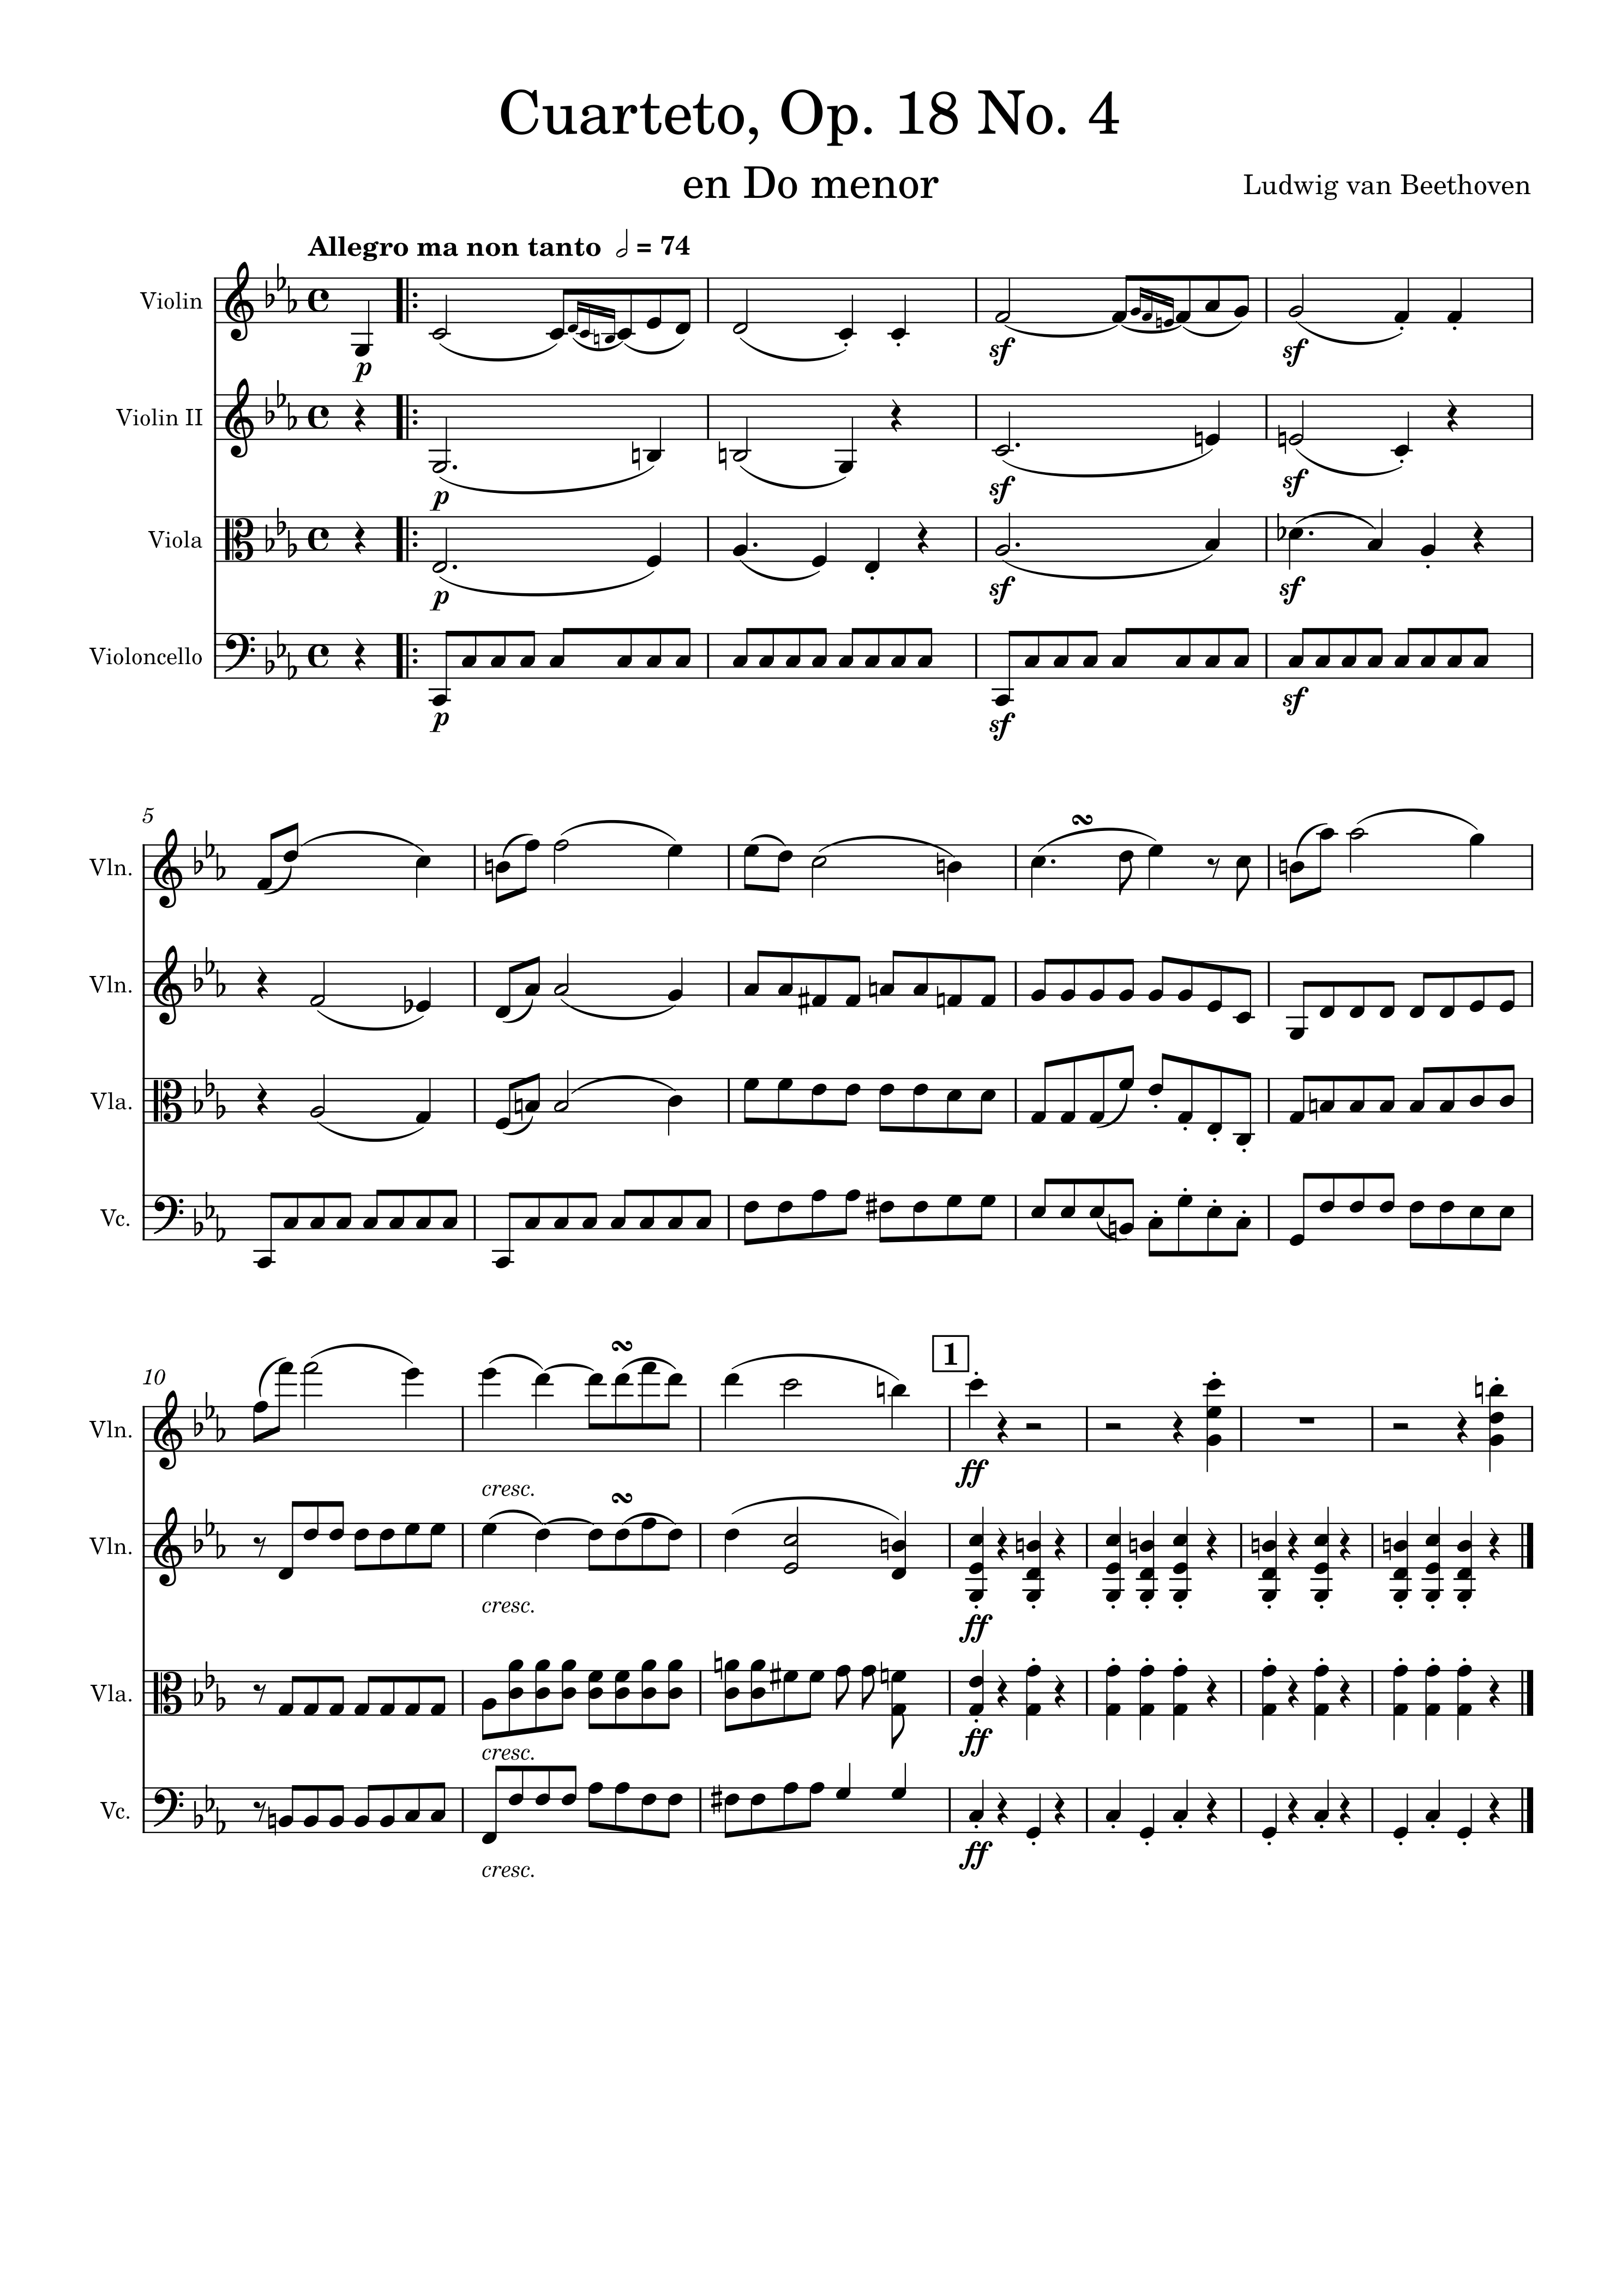 Cuarteto, Op. 18 No. 4
en Do menor
Ludwig van Beethoven
Allegro ma non tanto = 74
Violin
p
sf
sf
Violin II
p
sf
sf
Viola
p
sf
sf
Violoncello
p
sf
sf
5
Vln.
Vln.
Vla.
Vc.
10
1
Vln.
cresc.
ff
Vln.
cresc.
ff
Vla.
cresc.
ff
Vc.
cresc.
ff